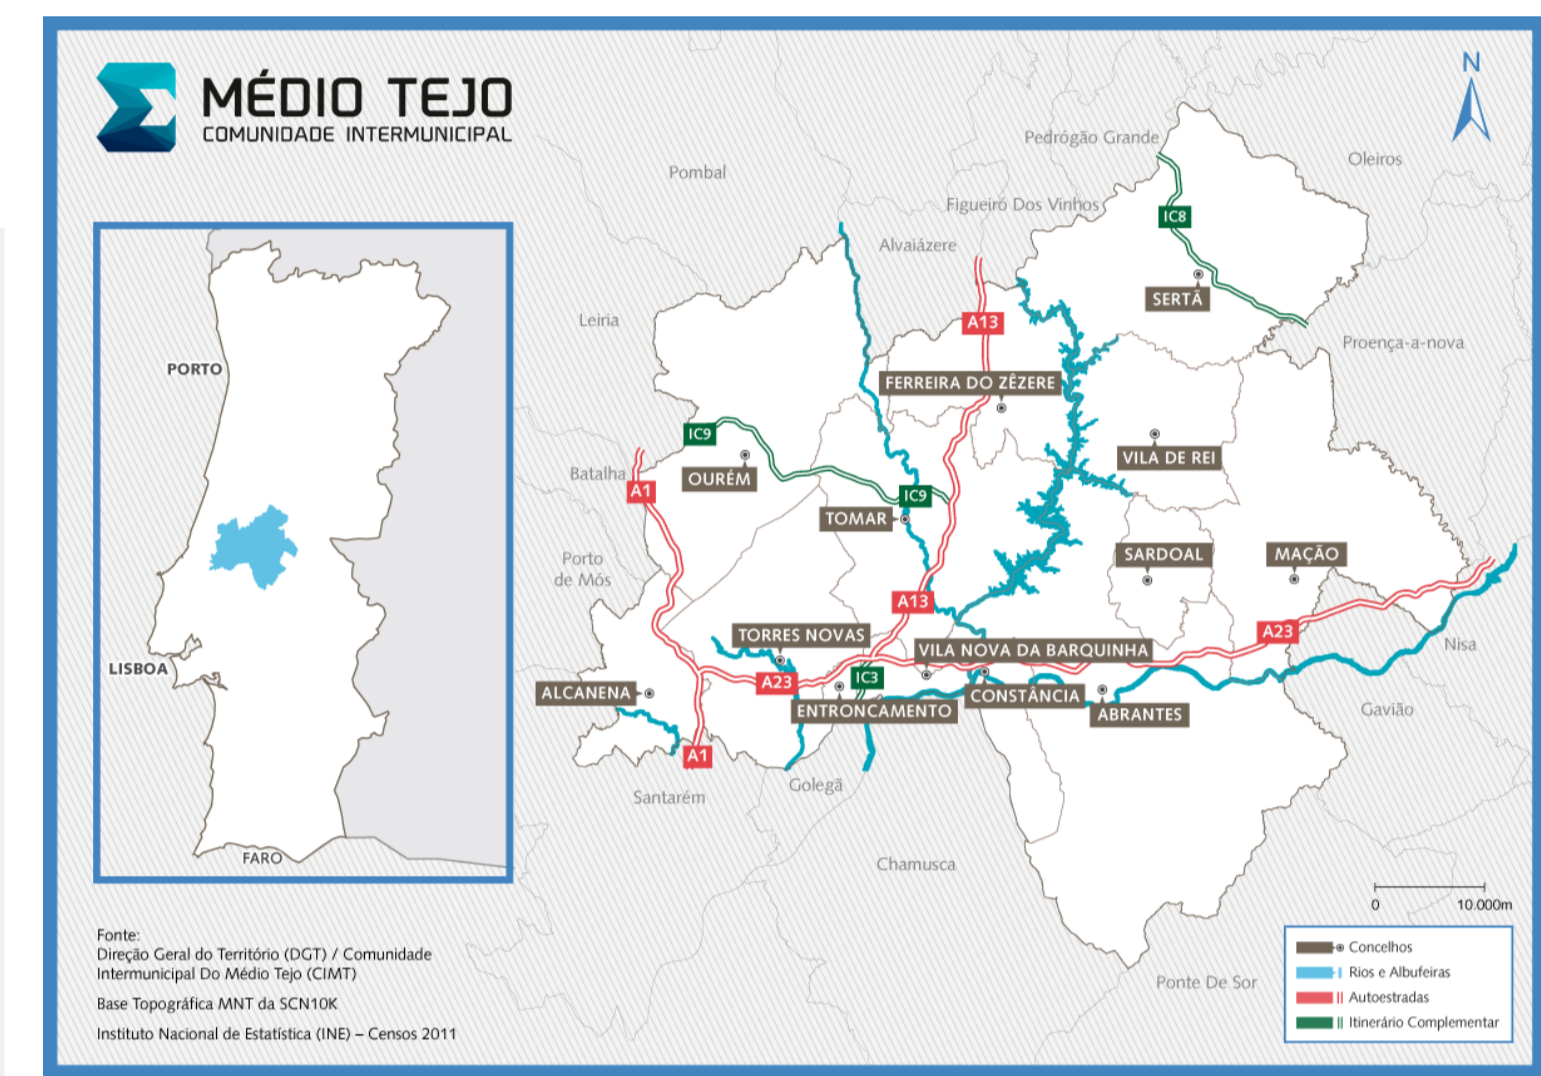 MÉDIO TEJO
COMUNIDADE INTERMUNICIPAL
N
Pedrógão Grande
Oleiros
Pombal
Figueiró Dos Vinhos
IC8
Alvaiázere
SERTÃ
Leiria
A13
Proença-a-nova
PORTO
FERREIRA DO ZÊZERE
IC9
VILA DE REI
Batalha
OURÉM
A1
IC9
TOMAR
Porto
de Mós
SARDOAL
MAÇÃO
A13
TORRES NOVAS
A23
VILA NOVA DA BARQUINHA
Nisa
LISBOA
A23
IC3
ALCANENA
CONSTÂNCIA
ENTRONCAMENTO
ABRANTES
Gavião
A1
Golegã
Santarém
FARO
Chamusca
0
10.000m
Ponte De Sor
Fonte:
Direção Geral do Território (DGT) / Comunidade
Intermunicipal Do Médio Tejo (CIMT)
Base Topográfica MNT da SCN10K
Instituto Nacional de Estatística (INE) – Censos 2011
Concelhos
Rios e Albufeiras
Autoestradas
Itinerário Complementar